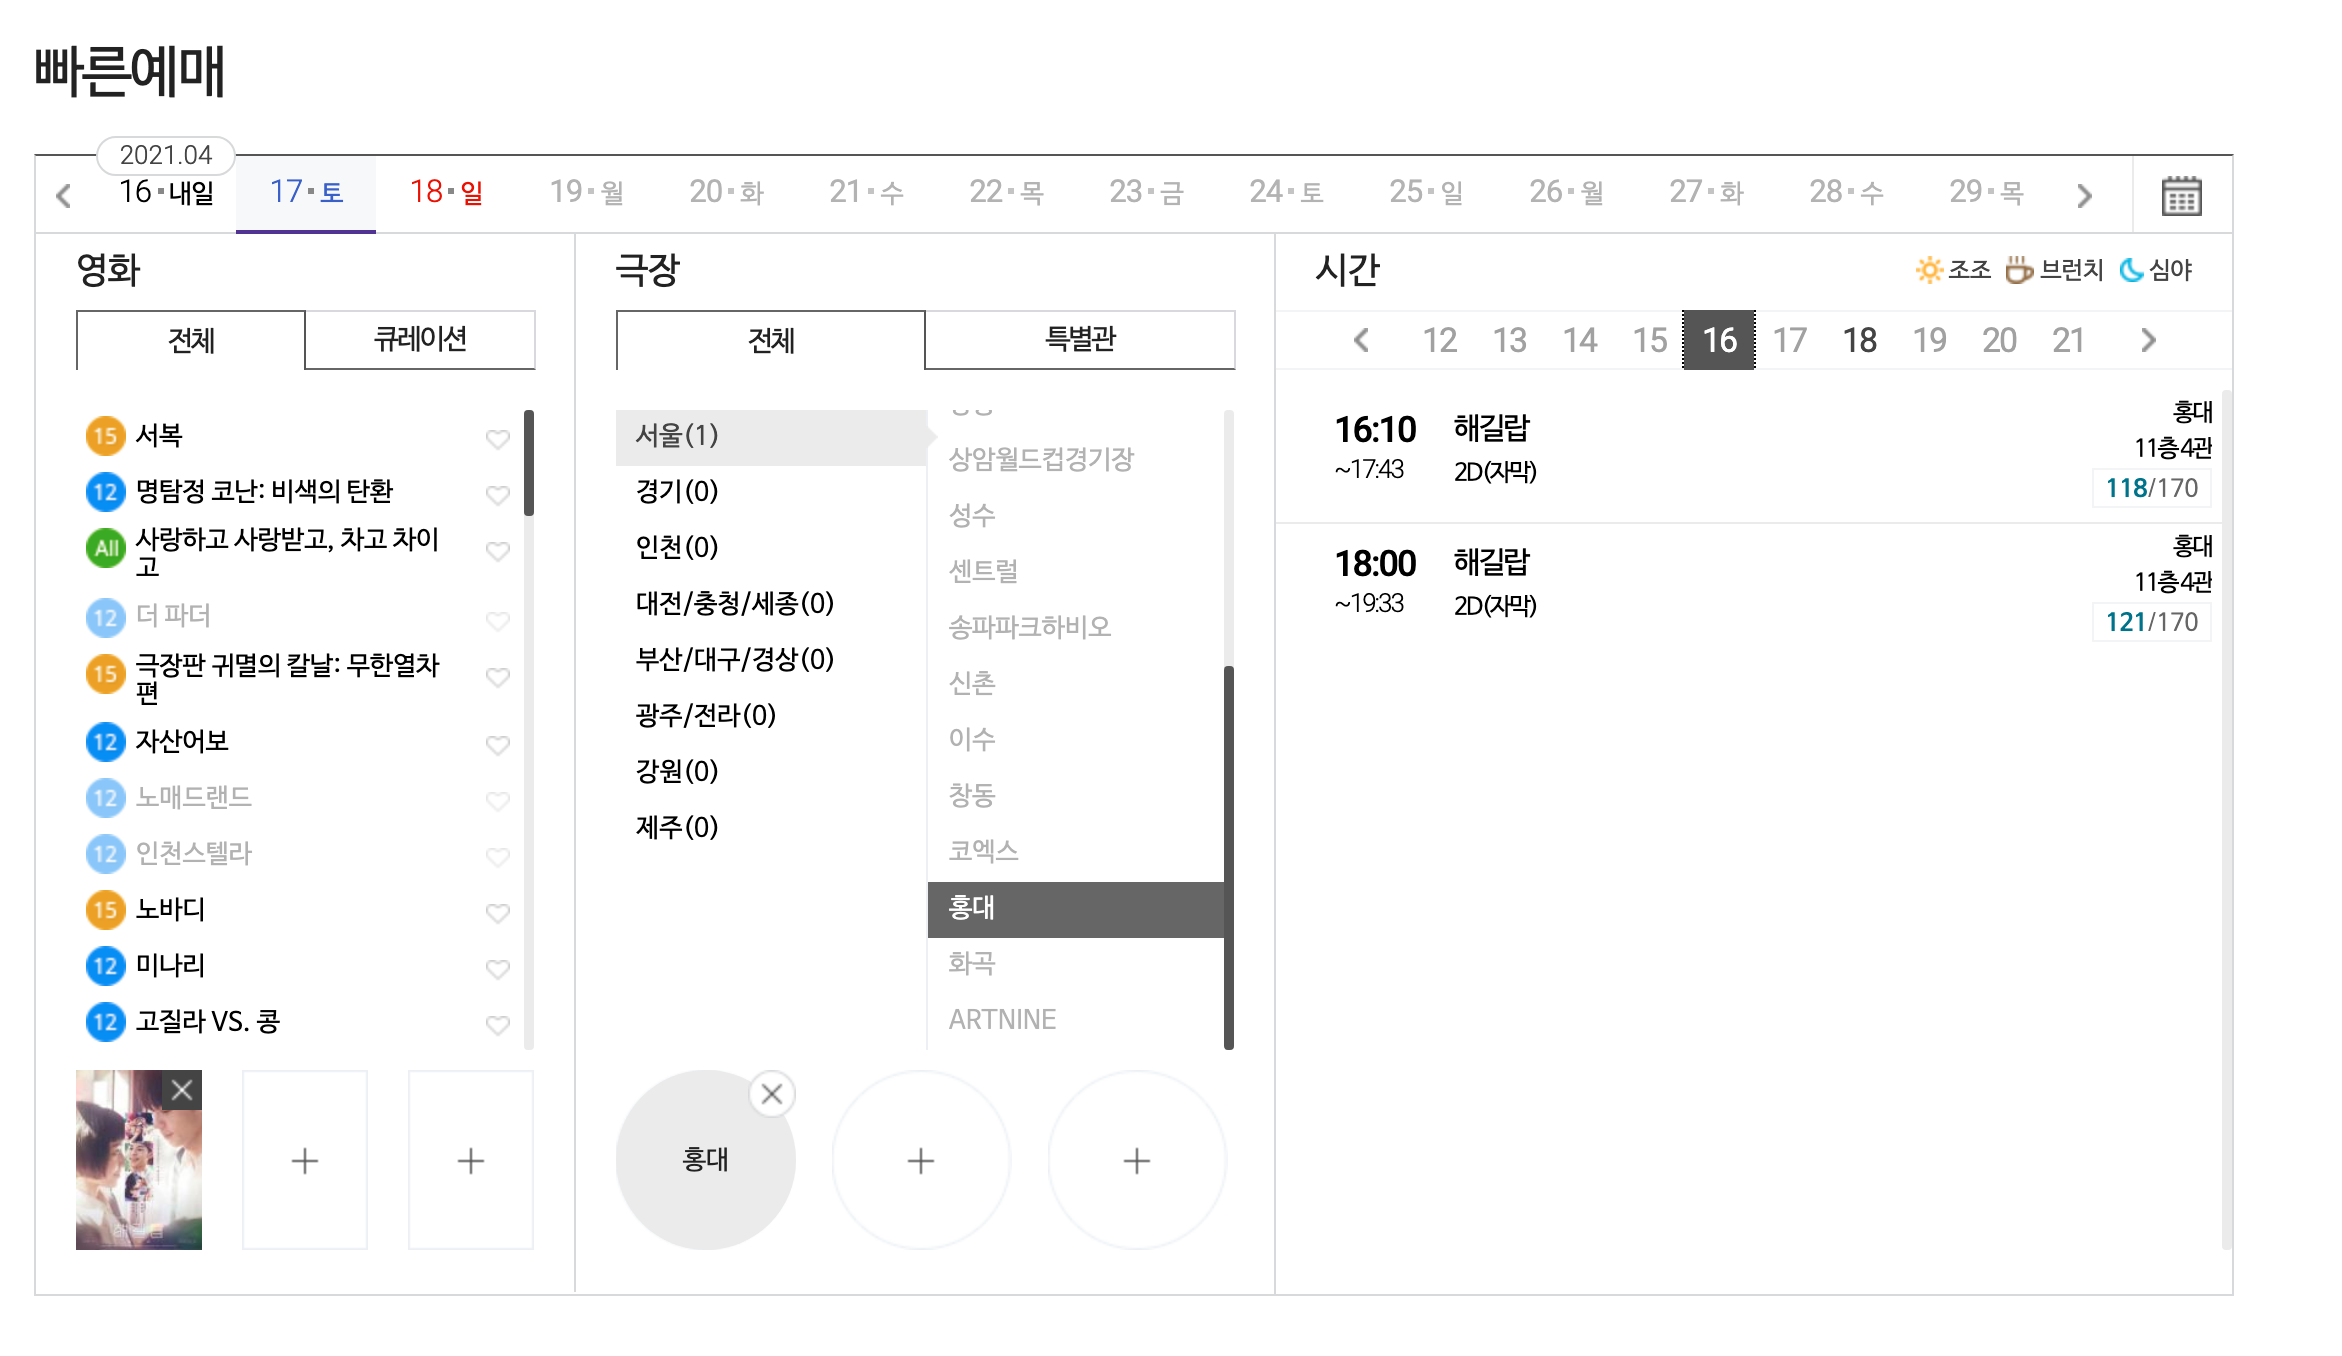 빠른예매
2021.04
16·내일 17·토 18·일 19·월 20·화 21·수 22·목 23·금 24·토 25·일 26·월 27·화 28·수 29·목
영화
전체 큐레이션
15 서복
12 명탐정 코난: 비색의 탄환
All 사랑하고 사랑받고, 차고 차이
고
12 더 파더
15 극장판 귀멸의 칼날: 무한열차
편
12 자산어보
12 노매드랜드
12 인천스텔라
15 노바디
12 미나리
12 고질라 VS. 콩
극장
전체 특별관
서울(1)
경기(0)
인천(0)
대전/충청/세종(0)
부산/대구/경상(0)
광주/전라(0)
강원(0)
제주(0)
상암월드컵경기장
성수
센트럴
송파파크하비오
신촌
이수
창동
코엑스
홍대
화곡
ARTNINE
홍대
시간
조조 브런치 심야
12 13 14 15 16 17 18 19 20 21
16:10 해길랍 홍대
~17:43 2D(자막) 11층4관
118/170
18:00 해길랍 홍대
~19:33 2D(자막) 11층4관
121/170